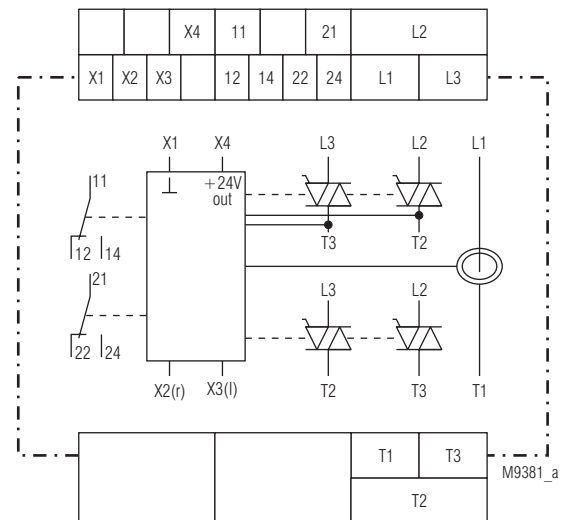 X4 11 21 L2
X1 X2 X3 12 14 22 24 L1 L3
X1 X4 L3 L2 L1
11
+24V
out
12 14
T3 T2
21
L3 L2
22 24
X2(r) X3(l) T2 T3 T1
T1 T3
M9381_a
T2